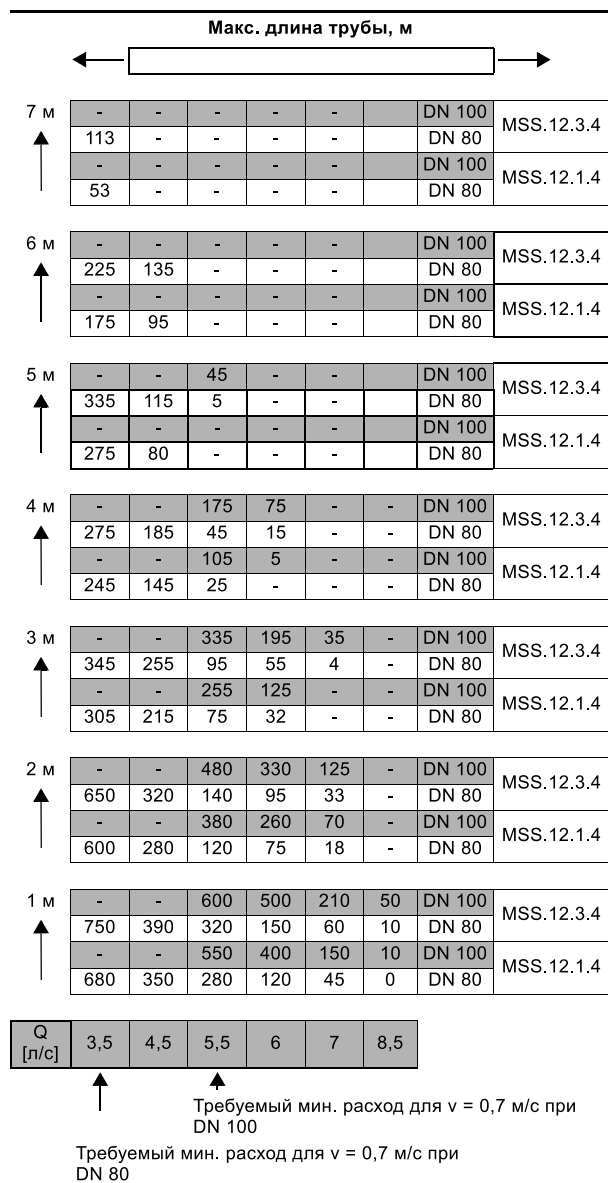 Макс. длина трубы, м
7 м
- - - - - DN 100 MSS.12.3.4
113 - - - - DN 80
- - - - - DN 100 MSS.12.1.4
53 - - - - DN 80
6 м
- - - - - DN 100 MSS.12.3.4
225 135 - - - DN 80
- - - - - DN 100 MSS.12.1.4
175 95 - - - DN 80
5 м
- - 45 - - DN 100 MSS.12.3.4
335 115 5 - - DN 80
- - - - - DN 100 MSS.12.1.4
275 80 - - - DN 80
4 м
- - 175 75 - - DN 100 MSS.12.3.4
275 185 45 15 - - DN 80
- - 105 5 - - DN 100 MSS.12.1.4
245 145 25 - - - DN 80
3 м
- - 335 195 35 - DN 100 MSS.12.3.4
345 255 95 55 4 - DN 80
- - 255 125 - - DN 100 MSS.12.1.4
305 215 75 32 - - DN 80
2 м
- - 480 330 125 - DN 100 MSS.12.3.4
650 320 140 95 33 - DN 80
- - 380 260 70 - DN 100 MSS.12.1.4
600 280 120 75 18 - DN 80
1 м
- - 600 500 210 50 DN 100 MSS.12.3.4
750 390 320 150 60 10 DN 80
- - 550 400 150 10 DN 100 MSS.12.1.4
680 350 280 120 45 0 DN 80
Q
[л/с] 3,5 4,5 5,5 6 7 8,5
Требуемый мин. расход для v = 0,7 м/с при
DN 100
Требуемый мин. расход для v = 0,7 м/с при
DN 80